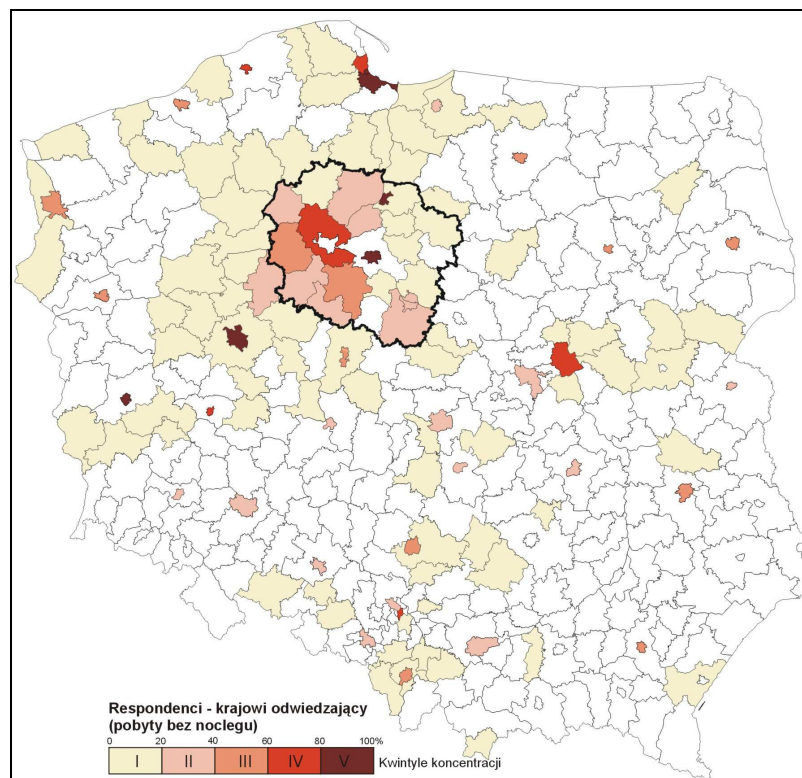 Respondenci - krajowi odwiedzający
(pobyty bez noclegu)
0 20 40 60 80 100%
I II III IV V Kwintyle koncentracji